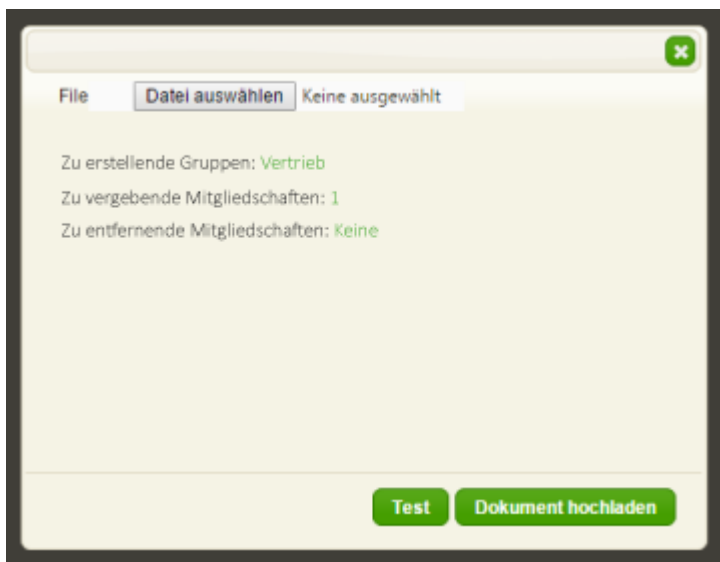 File Datei auswählen Keine ausgewählt
Zu erstellende Gruppen: Vertrieb
Zu vergebende Mitgliedschaften: 1
Zu entfernende Mitgliedschaften: Keine
Test Dokument hochladen